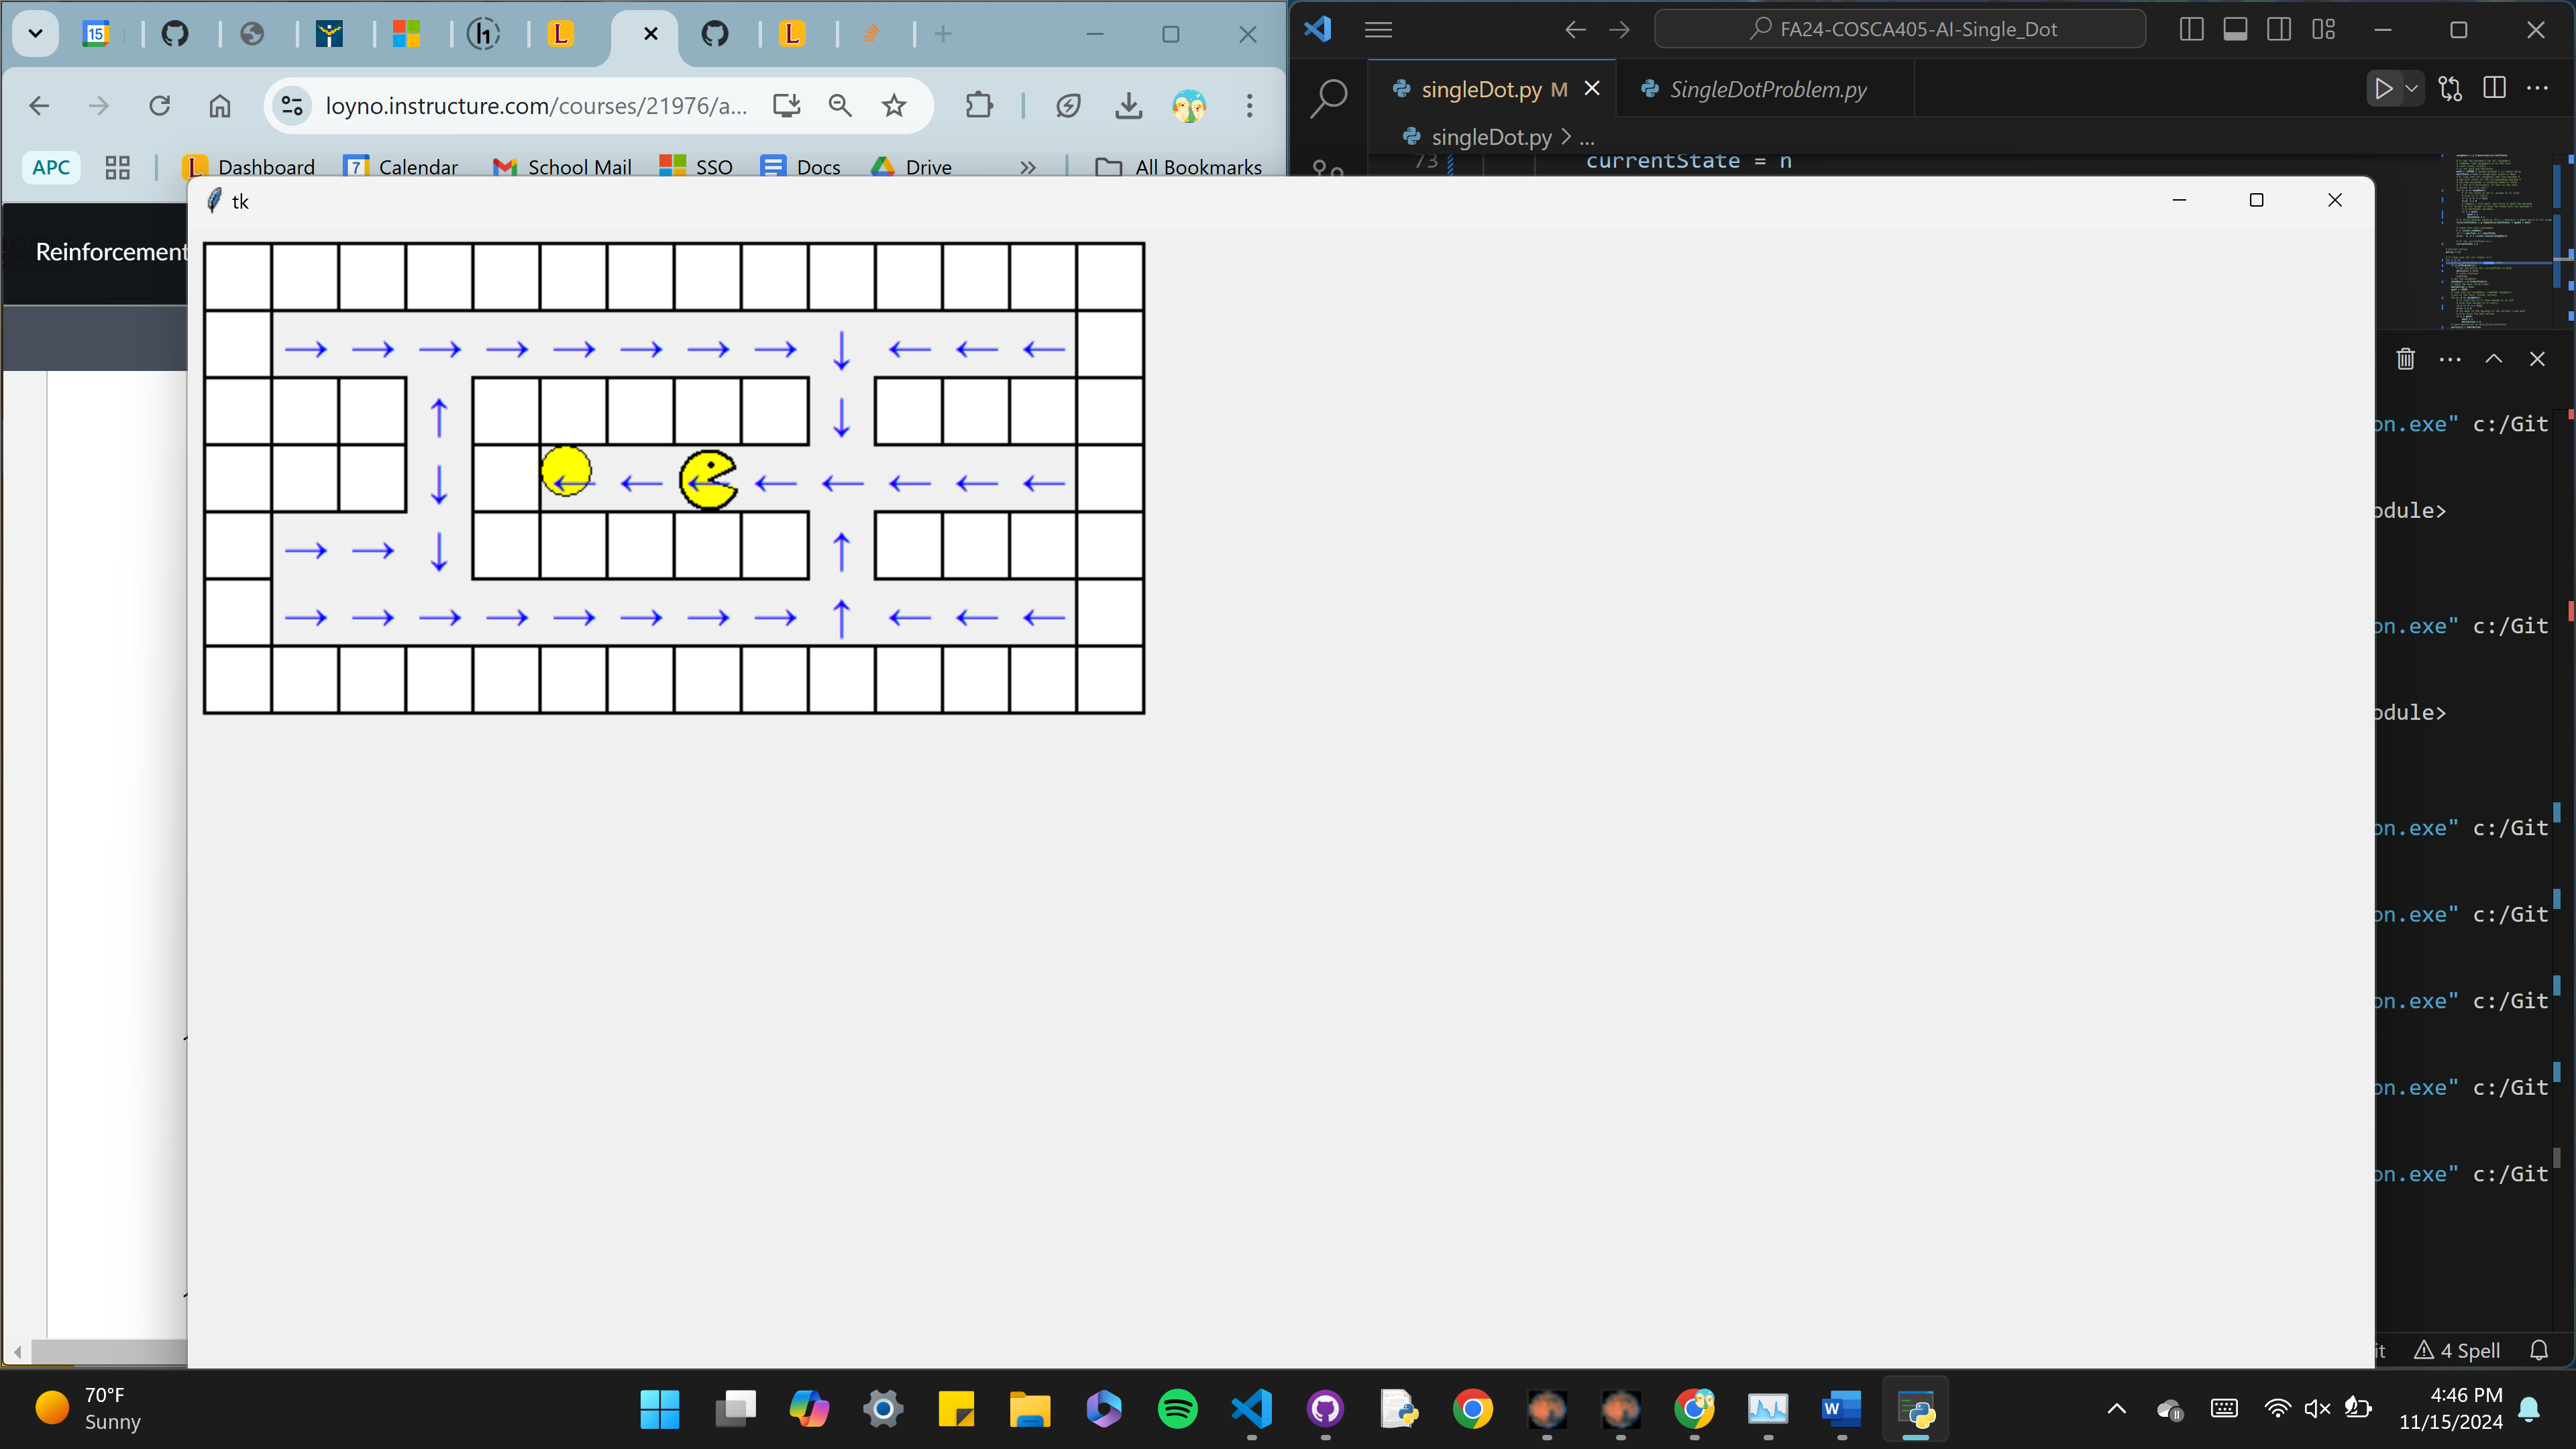 15
loyno.instructure.com/courses/21976/a...
APC
Dashboard
7
Calendar
School Mail
SSO
Docs
Drive
»
All Bookmarks
Reinforcement
FA24-COSCA405-AI-Single_Dot
singleDot.py M
SingleDotProblem.py
singleDot.py > ...
73
currentState = n
tk
→ → → → → → → → ↓ ← ← ←
↑ ↓
↓ ← ← ← ← ← ← ← ←
→ → ↓ ↑
→ → → → → → → → ↑ ← ← ←
on.exe" c:/Git
odule>
on.exe" c:/Git
odule>
on.exe" c:/Git
on.exe" c:/Git
on.exe" c:/Git
on.exe" c:/Git
on.exe" c:/Git
it
4 Spell
70°F
Sunny
4:46 PM
11/15/2024